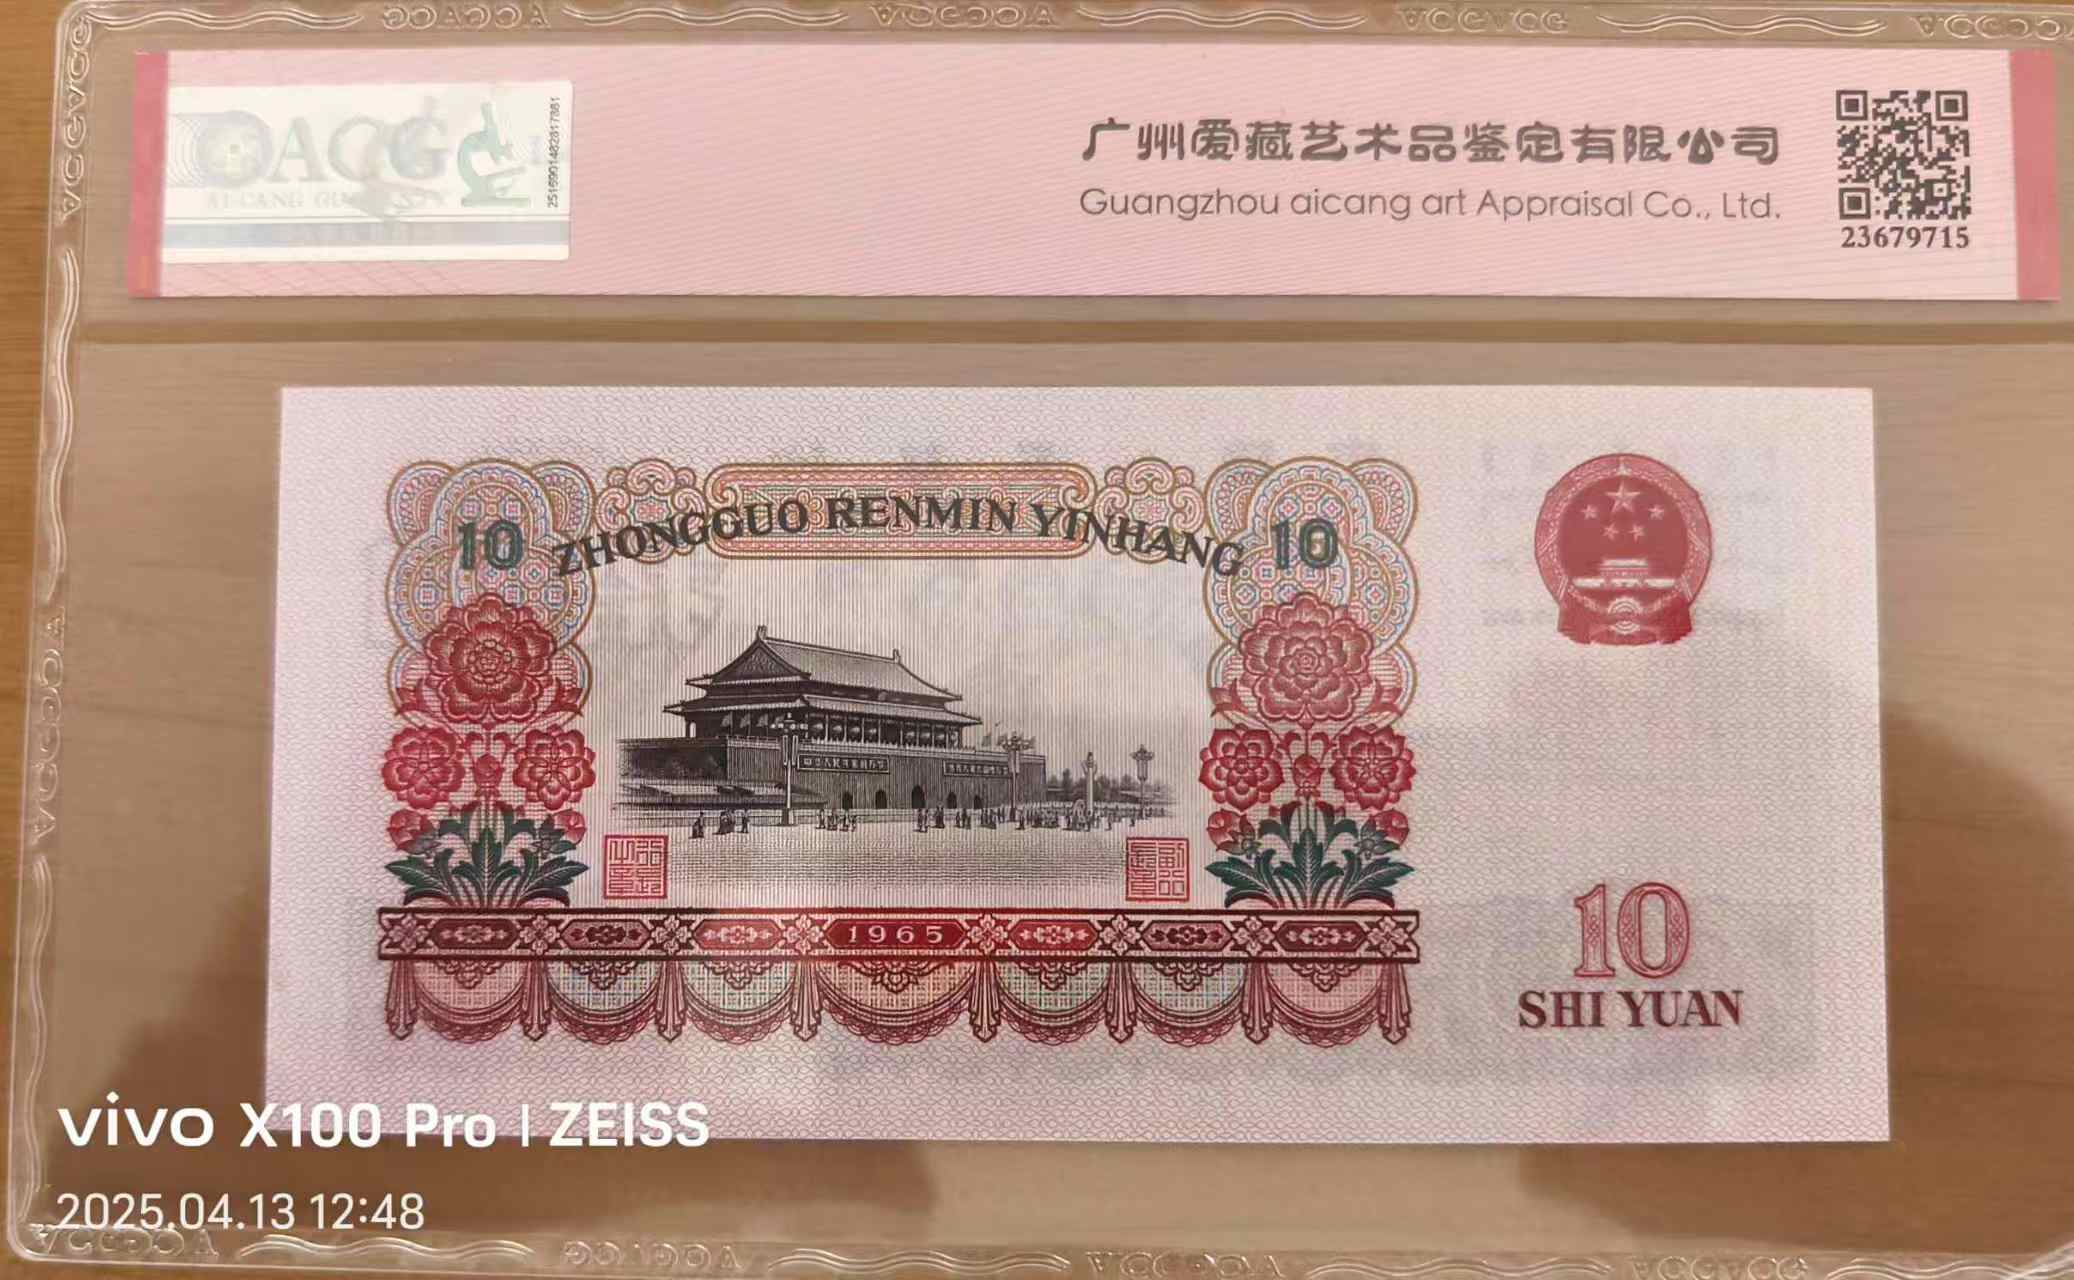 ACG
25169014828178​81
广州爱藏艺术品鉴定有限公司
Guangzhou aicang art Appraisal Co., Ltd.
23679715
10 ZHONGGUO RENMIN YINHANG 10
1965
10
SHI YUAN
vivo X100 Pro | ZEISS
2025.04.13 12:48